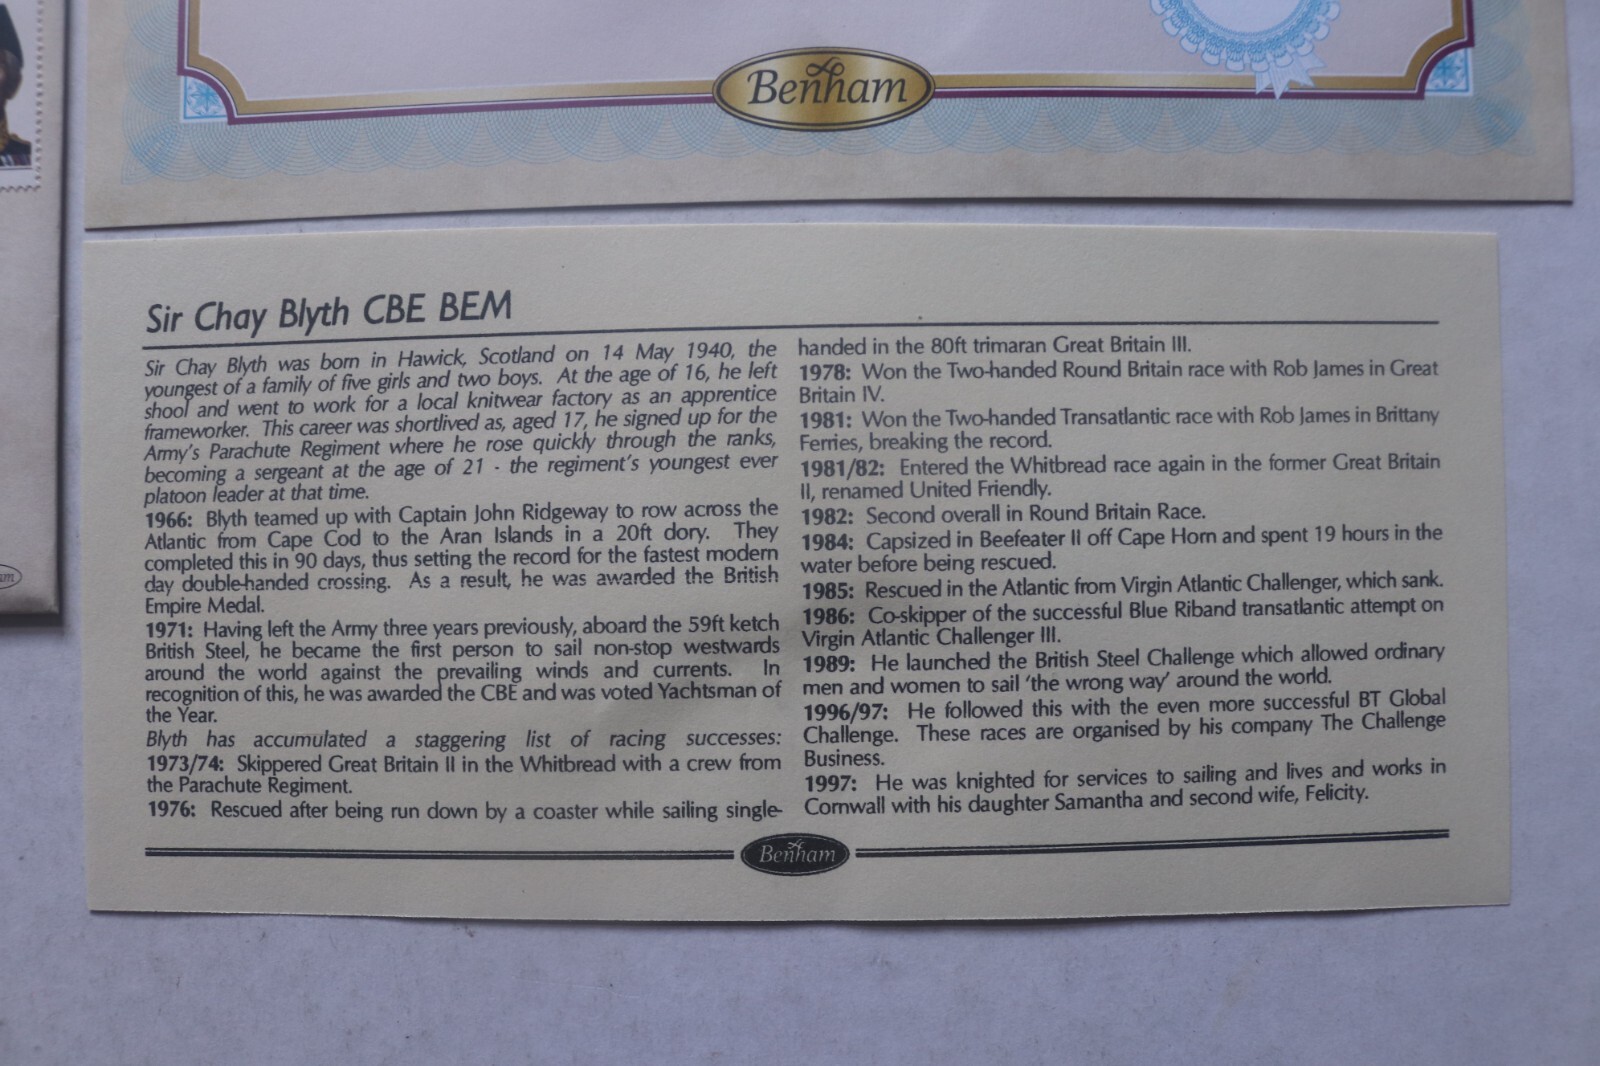 Benham
Sir Chay Blyth CBE BEM
Sir Chay Blyth was born in Hawick, Scotland on 14 May 1940, the
youngest of a family of five girls and two boys. At the age of 16, he left
shool and went to work for a local knitwear factory as an apprentice
frameworker. This career was shortlived as, aged 17, he signed up for the
Army's Parachute Regiment where he rose quickly through the ranks,
becoming a sergeant at the age of 21 - the regiment's youngest ever
platoon leader at that time.
1966: Blyth teamed up with Captain John Ridgeway to row across the
Atlantic from Cape Cod to the Aran Islands in a 20ft dory. They
completed this in 90 days, thus setting the record for the fastest modern
day double-handed crossing. As a result, he was awarded the British
Empire Medal.
1971: Having left the Army three years previously, aboard the 59ft ketch
British Steel, he became the first person to sail non-stop westwards
around the world against the prevailing winds and currents. In
recognition of this, he was awarded the CBE and was voted Yachtsman of
the Year.
Blyth has accumulated a staggering list of racing successes:
1973/74: Skippered Great Britain II in the Whitbread with a crew from
the Parachute Regiment.
1976: Rescued after being run down by a coaster while sailing single-
handed in the 80ft trimaran Great Britain III.
1978: Won the Two-handed Round Britain race with Rob James in Great
Britain IV.
1981: Won the Two-handed Transatlantic race with Rob James in Brittany
Ferries, breaking the record.
1981/82: Entered the Whitbread race again in the former Great Britain
II, renamed United Friendly.
1982: Second overall in Round Britain Race.
1984: Capsized in Beefeater II off Cape Horn and spent 19 hours in the
water before being rescued.
1985: Rescued in the Atlantic from Virgin Atlantic Challenger, which sank.
1986: Co-skipper of the successful Blue Riband transatlantic attempt on
Virgin Atlantic Challenger III.
1989: He launched the British Steel Challenge which allowed ordinary
men and women to sail 'the wrong way' around the world.
1996/97: He followed this with the even more successful BT Global
Challenge. These races are organised by his company The Challenge
Business.
1997: He was knighted for services to sailing and lives and works in
Cornwall with his daughter Samantha and second wife, Felicity.
Benham